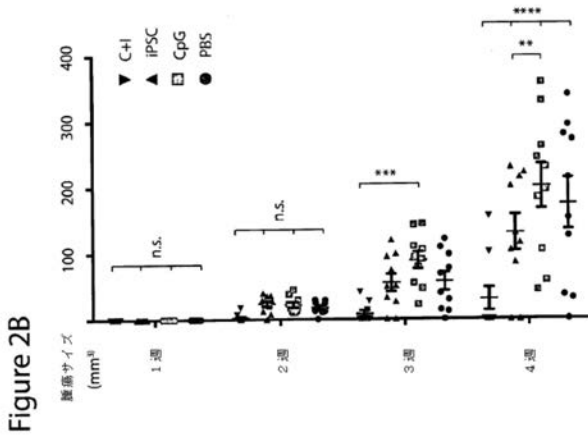 Figure 2B
腫瘍サイズ
(mm³)
400
300
200
100
C+I
iPSC
CpG
PBS
n.s.
n.s.
***
**
****
1週
2週
3週
4週